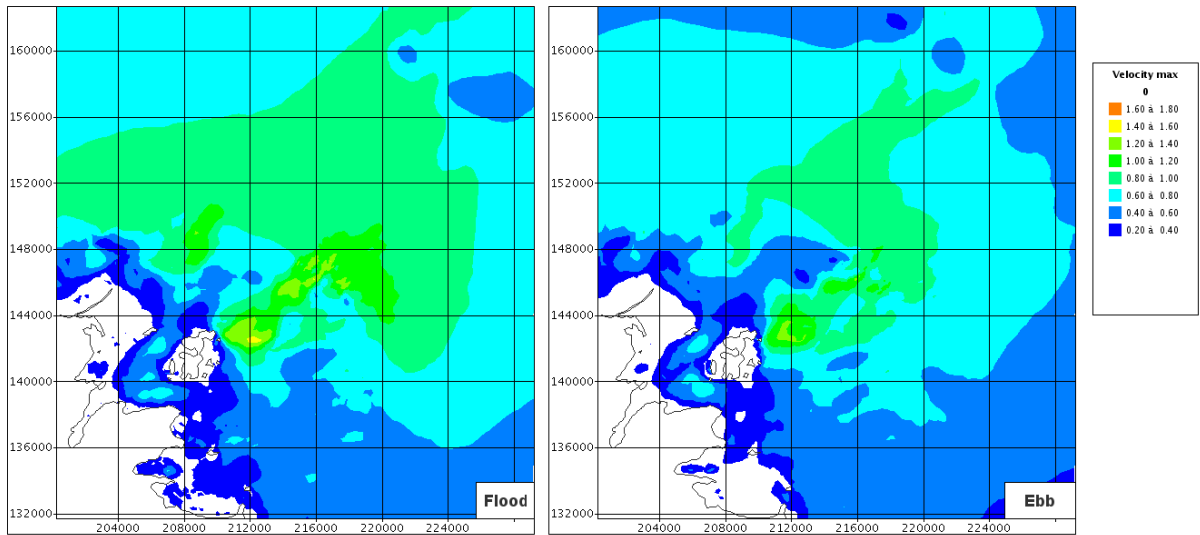 160000
156000
152000
148000
144000
140000
136000
132000
204000 208000 212000 216000 220000 224000
Flood
160000
156000
152000
148000
144000
140000
136000
132000
204000 208000 212000 216000 220000 224000
Ebb
Velocity max
0
1.60 à 1.80
1.40 à 1.60
1.20 à 1.40
1.00 à 1.20
0.80 à 1.00
0.60 à 0.80
0.40 à 0.60
0.20 à 0.40